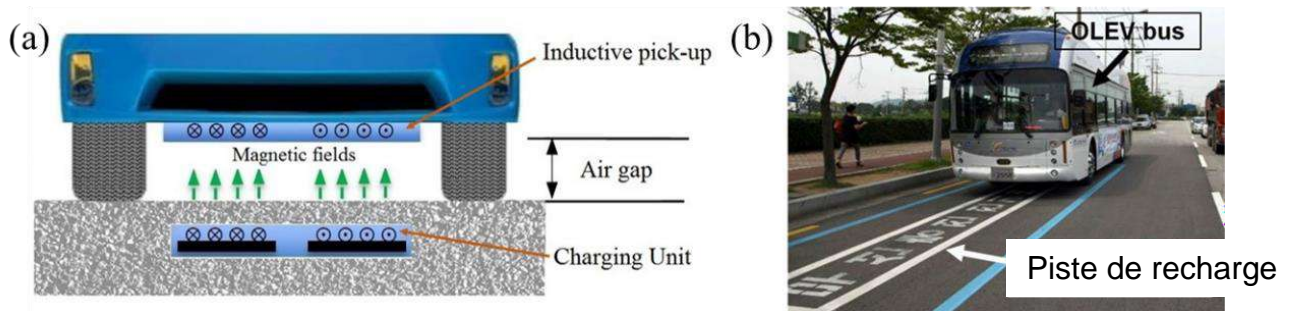 (a)
Inductive pick-up
Magnetic fields
Air gap
Charging Unit
(b)
OLEV bus
Piste de recharge